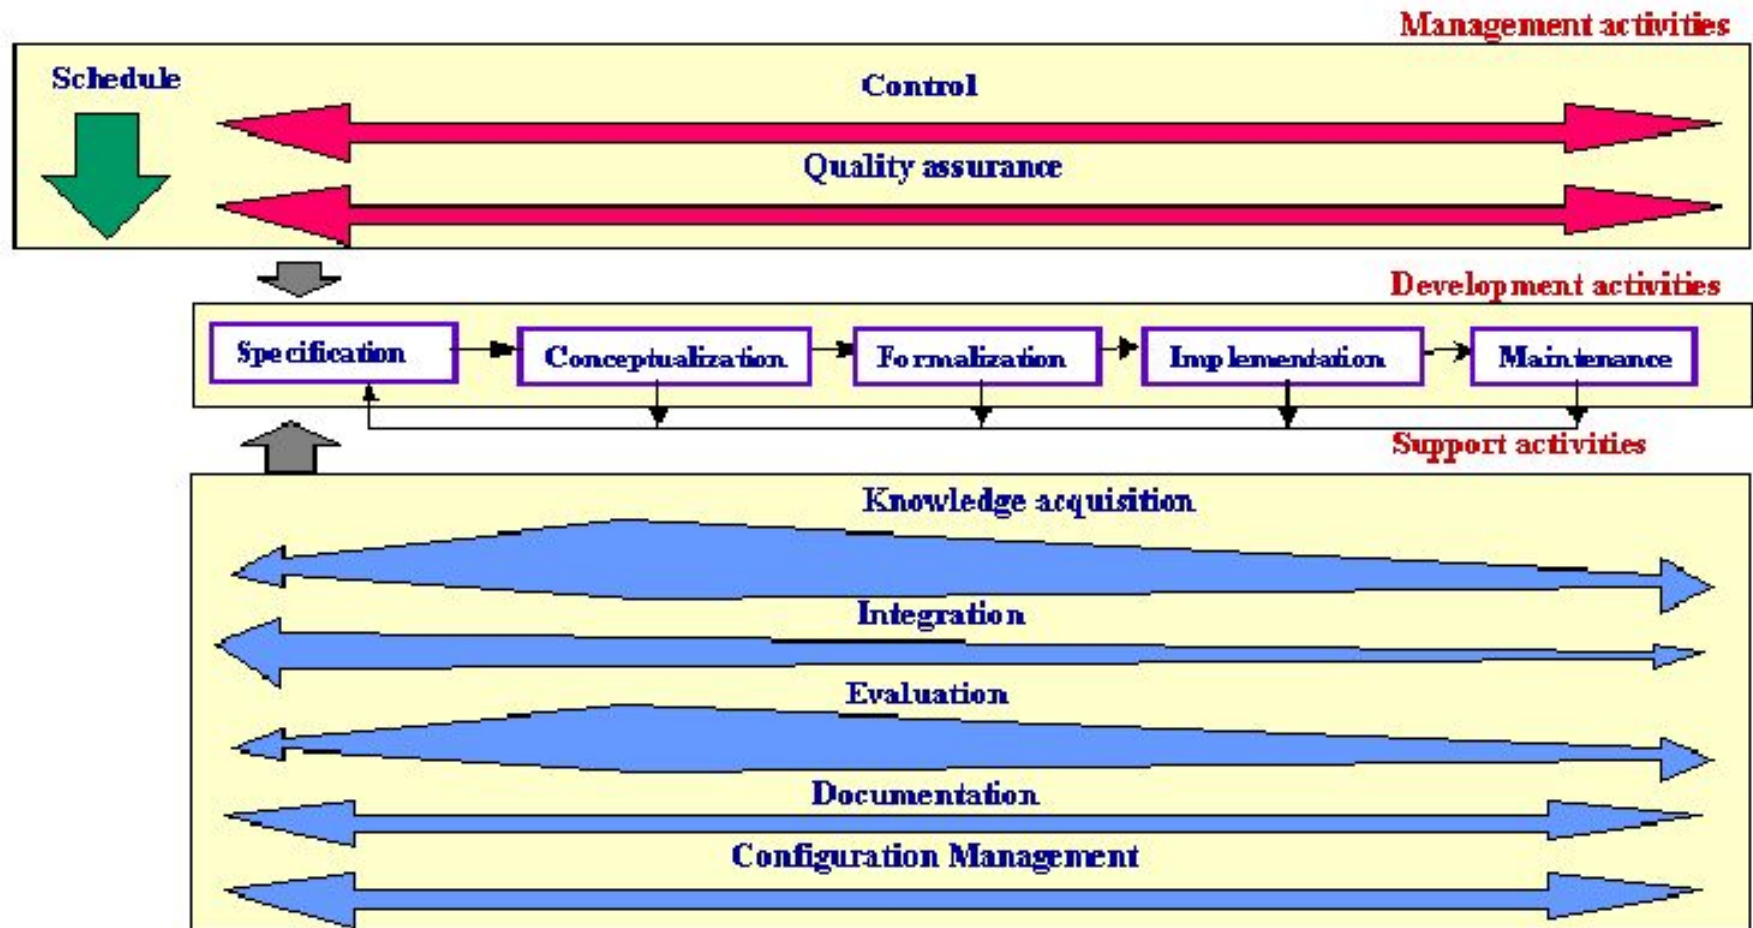 Management activities
Schedule
Control
Quality assurance
Development activities
Specification
Conceptualization
Formalization
Implementation
Maintenance
Support activities
Knowledge acquisition
Integration
Evaluation
Documentation
Configuration Management